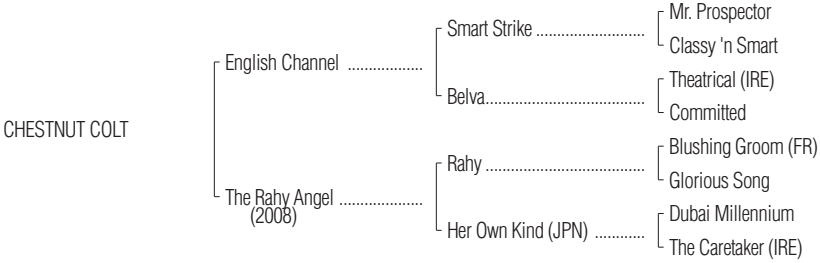 Mr. Prospector
Smart Strike ..........................
Classy 'n Smart
English Channel ..................
Theatrical (IRE)
Belva.......................................
Committed
CHESTNUT COLT
Blushing Groom (FR)
Rahy .......................................
Glorious Song
The Rahy Angel ....................
(2008)
Dubai Millennium
Her Own Kind (JPN) ............
The Caretaker (IRE)